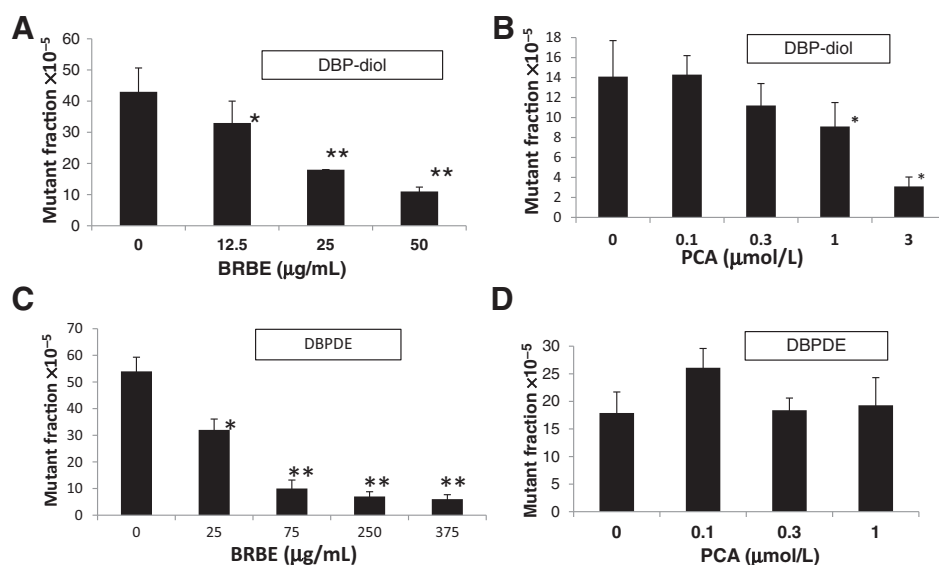 A
Mutant fraction ×10⁻⁵
60
50
40
30
20
10
0
DBP-diol
*
**
**
0 12.5 25 50
BRBE (μg/mL)
B
Mutant fraction ×10⁻⁵
18
16
14
12
10
8
6
4
2
0
DBP-diol
*
*
0 0.1 0.3 1 3
PCA (μmol/L)
C
Mutant fraction ×10⁻⁵
70
60
50
40
30
20
10
0
DBPDE
*
**
**
**
0 25 75 250 375
BRBE (μg/mL)
D
Mutant fraction ×10⁻⁵
30
25
20
15
10
5
0
DBPDE
0 0.1 0.3 1
PCA (μmol/L)